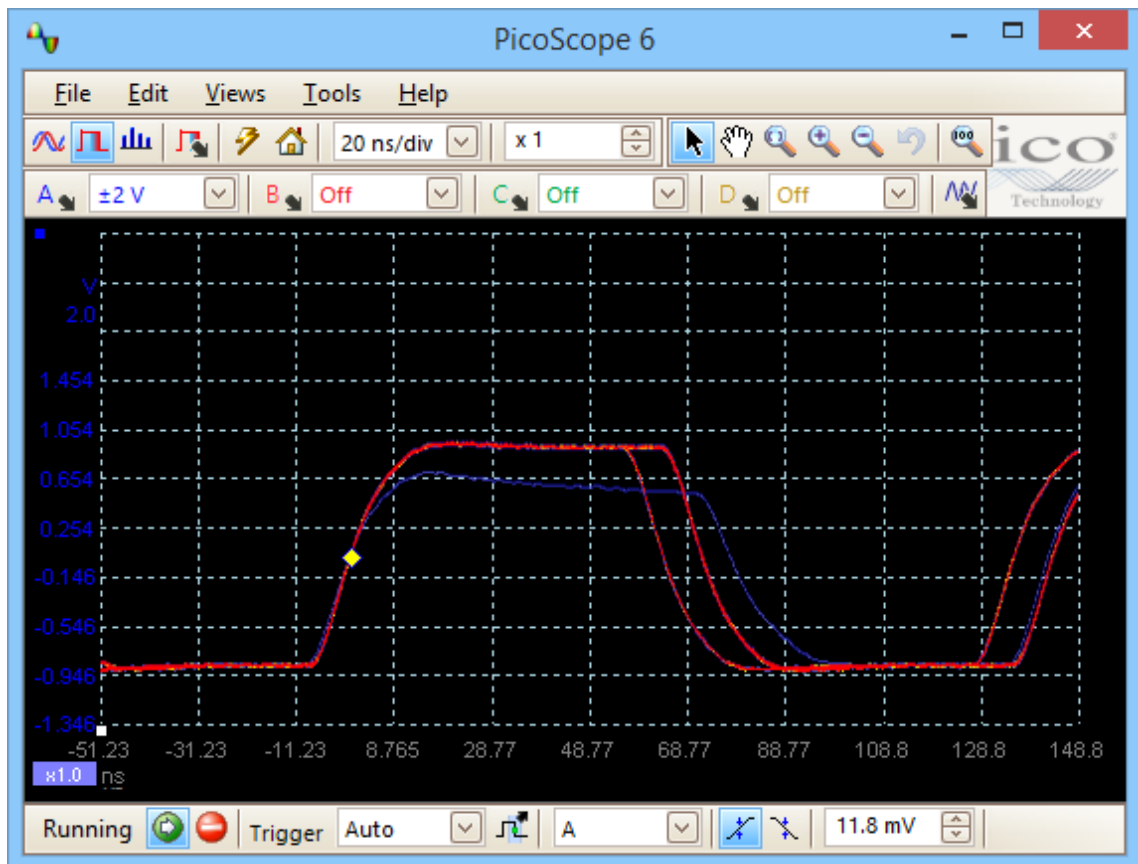 PicoScope 6
File Edit Views Tools Help
20 ns/div x 1 100 ico
A ±2 V B Off C Off D Off Technology
V
2.0
1.454
1.054
0.654
0.254
-0.146
-0.546
-0.946
-1.346
-51.23 -31.23 -11.23 8.765 28.77 48.77 68.77 88.77 108.8 128.8 148.8
x1.0 ns
Running Trigger Auto A 11.8 mV